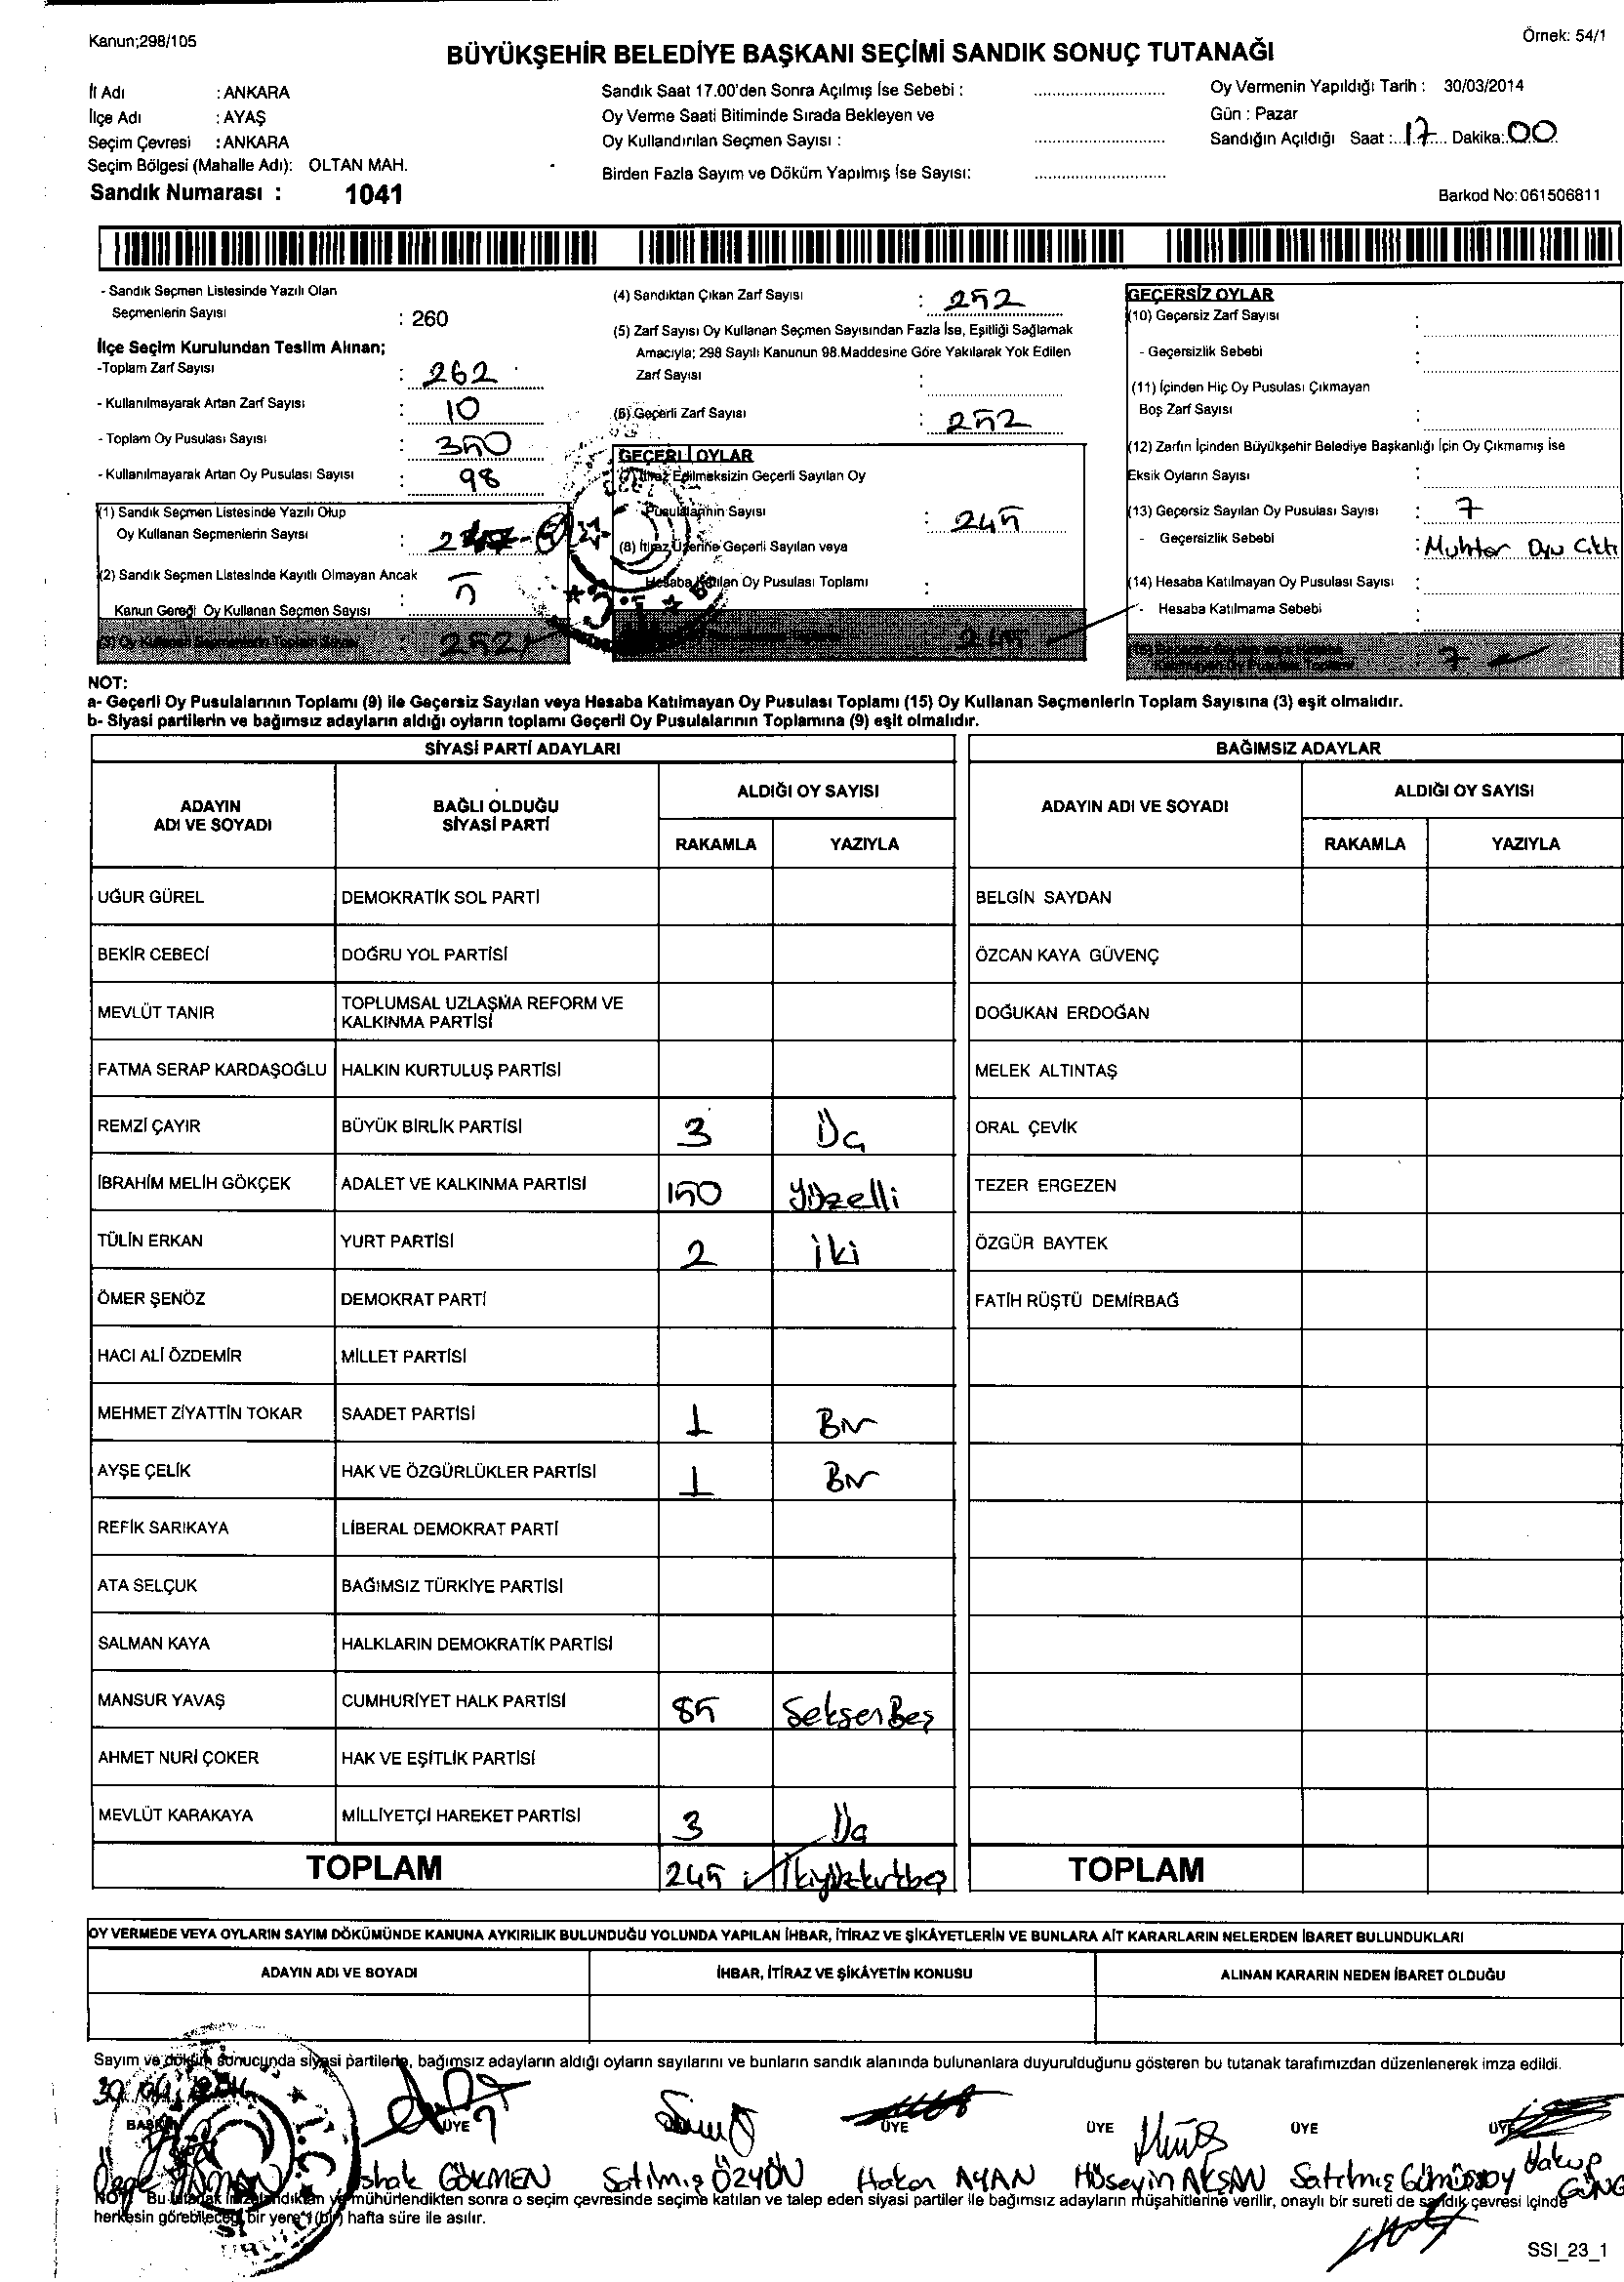 Kanun;298/105
Örnek: 54/1
BÜYÜKŞEHİR BELEDİYE BAŞKANI SEÇİMİ SANDIK SONUÇ TUTANAĞI
İl Adı : ANKARA
İlçe Adı : AYAŞ
Seçim Çevresi : ANKARA
Seçim Bölgesi (Mahalle Adı): OLTAN MAH.
Sandık Numarası : 1041
Sandık Saat 17.00'den Sonra Açılmış İse Sebebi :
Oy Verme Saati Bitiminde Sırada Bekleyen ve
Oy Kullandırılan Seçmen Sayısı :
Birden Fazla Sayım ve Döküm Yapılmış İse Sayısı:
Oy Vermenin Yapıldığı Tarih : 30/03/2014
Gün : Pazar
Sandığın Açıldığı Saat : 17 Dakika: 00
Barkod No: 061506811
- Sandık Seçmen Listesinde Yazılı Olan
Seçmenlerin Sayısı : 260
İlçe Seçim Kurulundan Teslim Alınan;
-Toplam Zarf Sayısı : 262
- Kullanılmayarak Artan Zarf Sayısı : 10
- Toplam Oy Pusulası Sayısı : 350
- Kullanılmayarak Artan Oy Pusulası Sayısı : 98
(1) Sandık Seçmen Listesinde Yazılı Olup
Oy Kullanan Seçmenlerin Sayısı :
(2) Sandık Seçmen Listesinde Kayıtlı Olmayan Ancak
Kanun Gereği Oy Kullanan Seçmen Sayısı : 5
(3) Oy Kullanan Seçmenlerin Toplam Sayısı : 252
(4) Sandıktan Çıkan Zarf Sayısı : 252
(5) Zarf Sayısı Oy Kullanan Seçmen Sayısından Fazla İse, Eşitliği Sağlamak
Amacıyla; 298 Sayılı Kanunun 98.Maddesine Göre Yakılarak Yok Edilen
Zarf Sayısı :
(6) Geçerli Zarf Sayısı : 252
GEÇERLİ OYLAR
(7) İtiraz Edilmeksizin Geçerli Sayılan Oy
Pusulalarının Sayısı : 245
(8) İtiraz Üzerine Geçerli Sayılan veya
Hesaba Katılan Oy Pusulası Toplamı :
245
GEÇERSİZ OYLAR
(10) Geçersiz Zarf Sayısı :
- Geçersizlik Sebebi :
(11) İçinden Hiç Oy Pusulası Çıkmayan
Boş Zarf Sayısı :
(12) Zarfın İçinden Büyükşehir Belediye Başkanlığı İçin Oy Çıkmamış İse
Eksik Oyların Sayısı :
(13) Geçersiz Sayılan Oy Pusulası Sayısı : 7
- Geçersizlik Sebebi : Muhtar Oyu Çıktı
(14) Hesaba Katılmayan Oy Pusulası Sayısı :
- Hesaba Katılmama Sebebi :
7
NOT:
a- Geçerli Oy Pusulalarının Toplamı (9) ile Geçersiz Sayılan veya Hesaba Katılmayan Oy Pusulası Toplamı (15) Oy Kullanan Seçmenlerin Toplam Sayısına (3) eşit olmalıdır.
b- Siyasi partilerin ve bağımsız adayların aldığı oyların toplamı Geçerli Oy Pusulalarının Toplamına (9) eşit olmalıdır.
SİYASİ PARTİ ADAYLARI
ADAYIN ADI VE SOYADI
BAĞLI OLDUĞU SİYASİ PARTİ
ALDIĞI OY SAYISI
RAKAMLA YAZIYLA
UĞUR GÜREL DEMOKRATİK SOL PARTİ
BEKİR CEBECİ DOĞRU YOL PARTİSİ
MEVLÜT TANIR TOPLUMSAL UZLAŞMA REFORM VE
KALKINMA PARTİSİ
FATMA SERAP KARDAŞOĞLU HALKIN KURTULUŞ PARTİSİ
REMZİ ÇAYIR BÜYÜK BİRLİK PARTİSİ 3 Üç
İBRAHİM MELİH GÖKÇEK ADALET VE KALKINMA PARTİSİ 150 Yüzelli
TÜLİN ERKAN YURT PARTİSİ 2 iki
ÖMER ŞENÖZ DEMOKRAT PARTİ
HACI ALİ ÖZDEMİR MİLLET PARTİSİ
MEHMET ZİYATTİN TOKAR SAADET PARTİSİ 1 Bir
AYŞE ÇELİK HAK VE ÖZGÜRLÜKLER PARTİSİ 1 Bir
REFİK SARIKAYA LİBERAL DEMOKRAT PARTİ
ATA SELÇUK BAĞIMSIZ TÜRKİYE PARTİSİ
SALMAN KAYA HALKLARIN DEMOKRATİK PARTİSİ
MANSUR YAVAŞ CUMHURİYET HALK PARTİSİ 85 SeksenBeş
AHMET NURİ ÇOKER HAK VE EŞİTLİK PARTİSİ
MEVLÜT KARAKAYA MİLLİYETÇİ HAREKET PARTİSİ 3 Üç
TOPLAM 245 İkiyüzkırkbeş
BAĞIMSIZ ADAYLAR
ADAYIN ADI VE SOYADI
ALDIĞI OY SAYISI
RAKAMLA YAZIYLA
BELGİN SAYDAN
ÖZCAN KAYA GÜVENÇ
DOĞUKAN ERDOĞAN
MELEK ALTINTAŞ
ORAL ÇEVİK
TEZER ERGEZEN
ÖZGÜR BAYTEK
FATİH RÜŞTÜ DEMİRBAĞ
TOPLAM
OY VERMEDE VEYA OYLARIN SAYIM DÖKÜMÜNDE KANUNA AYKIRILIK BULUNDUĞU YOLUNDA YAPILAN İHBAR, İTİRAZ VE ŞİKÂYETLERİN VE BUNLARA AİT KARARLARIN NELERDEN İBARET BULUNDUKLARI
ADAYIN ADI VE SOYADI İHBAR, İTİRAZ VE ŞİKÂYETİN KONUSU ALINAN KARARIN NEDEN İBARET OLDUĞU
Sayım ve döküm sonucunda siyasi partilerin, bağımsız adayların aldığı oyların sayılarını ve bunların sandık alanında bulunanlara duyurulduğunu gösteren bu tutanak tarafımızdan düzenlenerek imza edildi.
BAŞKAN ÜYE ÜYE ÜYE ÜYE ÜYE
İshak GÖKMEN Satılmış ÖZYÖN Hakan AYAN Hüseyin AKSAN Satılmış Gümüşsoy Yakup GÜNG
NOT: Bu tutanak imzalandıktan ve mühürlendikten sonra o seçim çevresinde seçime katılan ve talep eden siyasi partiler ile bağımsız adayların müşahitlerine verilir, onaylı bir sureti de sandık çevresi içinde
herkesin görebileceği bir yere 1(bir) hafta süre ile asılır.
SSI_23_1